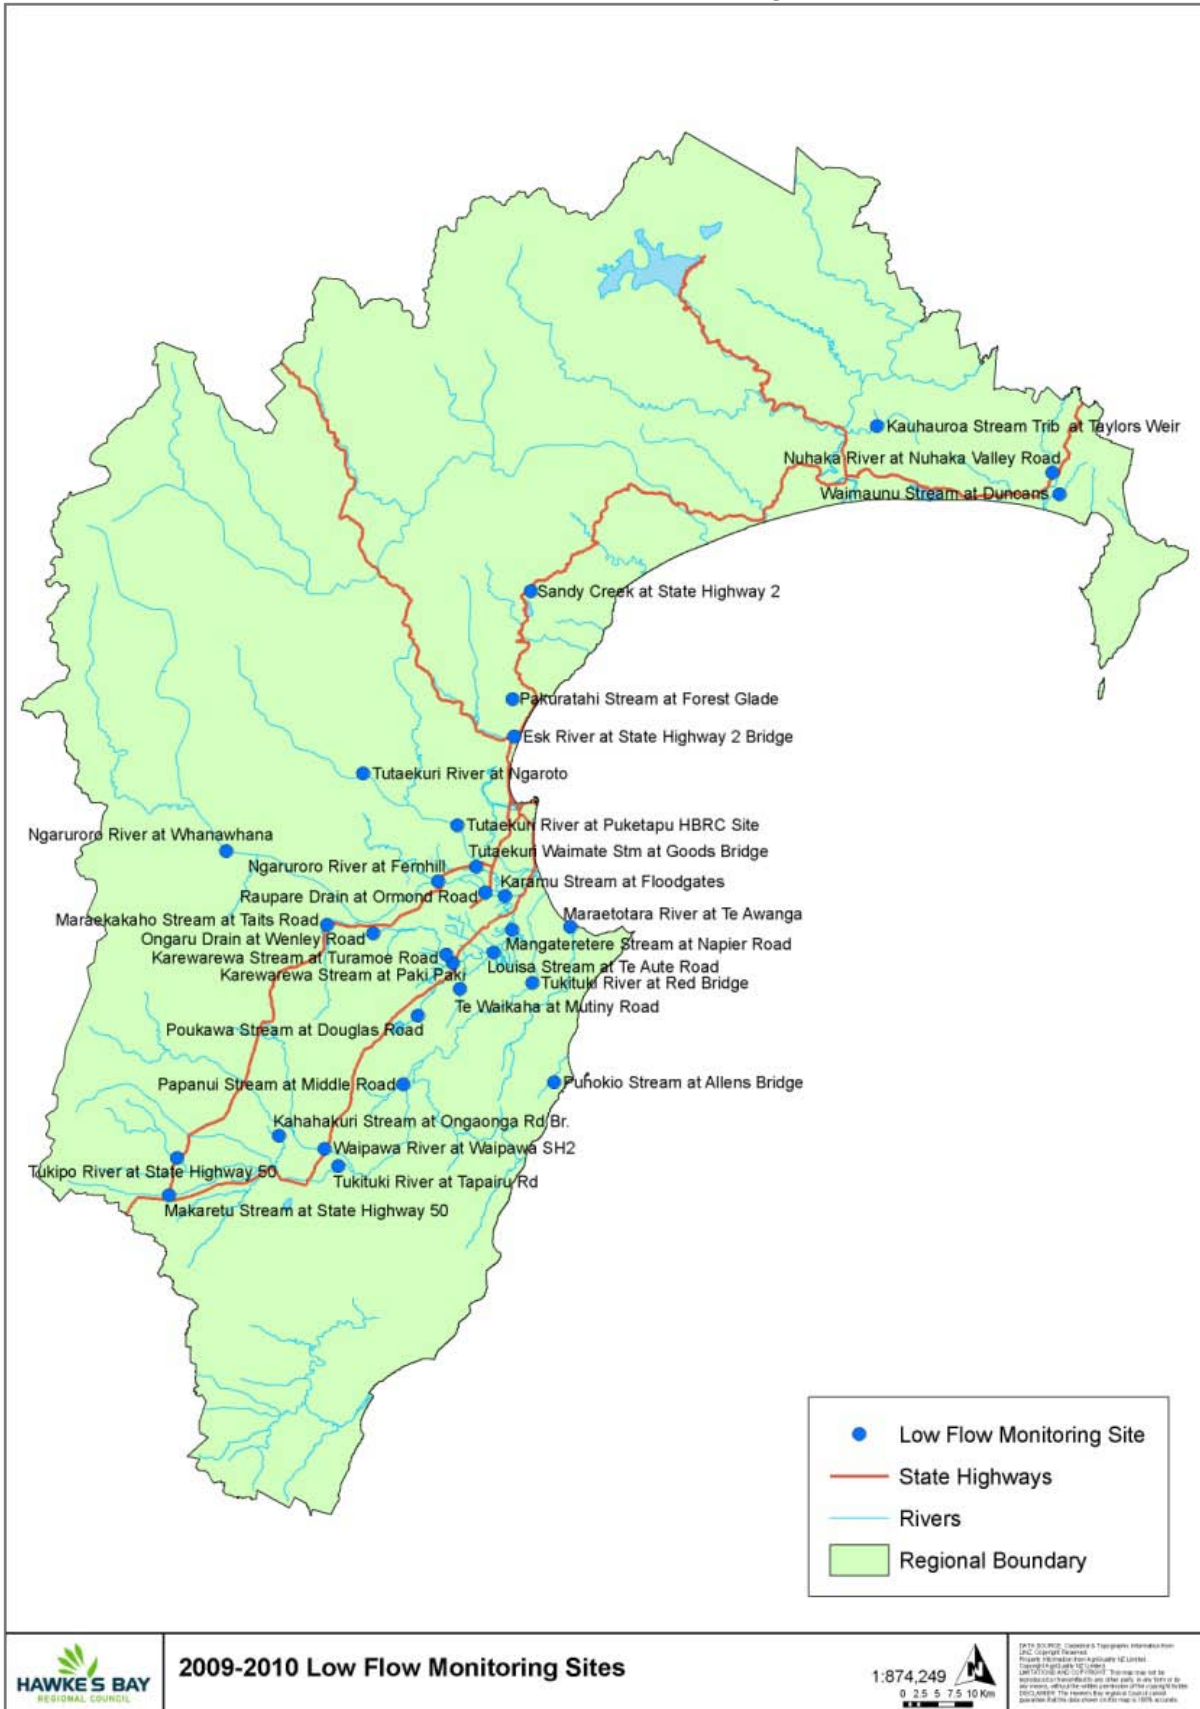 Kauhauroa Stream Trib at Taylors Weir
Nuhaka River at Nuhaka Valley Road
Waimaunu Stream at Duncans
Sandy Creek at State Highway 2
Pakuratahi Stream at Forest Glade
Esk River at State Highway 2 Bridge
Tutaekuri River at Ngaroto
Tutaekuri River at Puketapu HBRC Site
Ngaruroro River at Whanawhana
Tutaekuri Waimate Stm at Goods Bridge
Ngaruroro River at Fernhill
Karamu Stream at Floodgates
Raupare Drain at Ormond Road
Maraetotara River at Te Awanga
Maraekakaho Stream at Taits Road
Ongaru Drain at Wenley Road
Mangateretere Stream at Napier Road
Karewarewa Stream at Turamoe Road
Louisa Stream at Te Aute Road
Karewarewa Stream at Paki Paki
Tukituki River at Red Bridge
Te Waikaha at Mutiny Road
Poukawa Stream at Douglas Road
Papanui Stream at Middle Road
Puhokio Stream at Allens Bridge
Kahahakuri Stream at Ongaonga Rd Br.
Waipawa River at Waipawa SH2
Tukipo River at State Highway 50
Tukituki River at Tapairu Rd
Makaretu Stream at State Highway 50
Low Flow Monitoring Site
State Highways
Rivers
Regional Boundary
HAWKE'S BAY
REGIONAL COUNCIL
2009-2010 Low Flow Monitoring Sites
1:874,249
N
0 2.5 5 7.5 10 Km